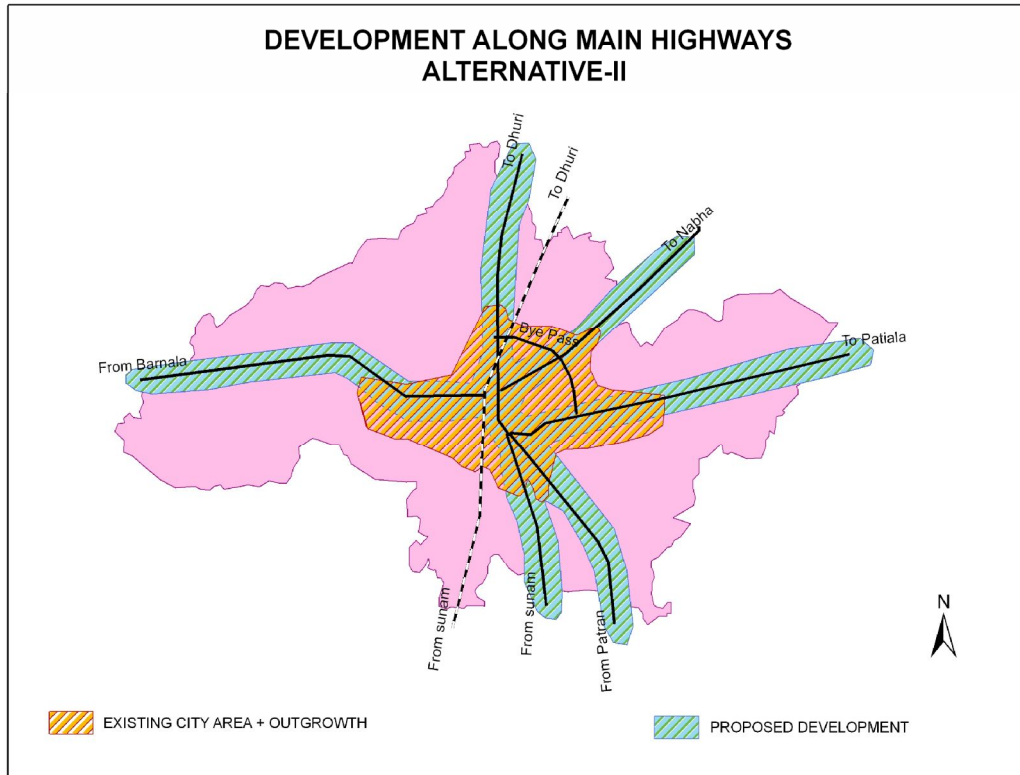 DEVELOPMENT ALONG MAIN HIGHWAYS
ALTERNATIVE-II
To Dhuri
To Dhuri
To Nabha
Bye Pass
To Patiala
From Barnala
From sunam
From sunam
From Patran
N
EXISTING CITY AREA + OUTGROWTH
PROPOSED DEVELOPMENT